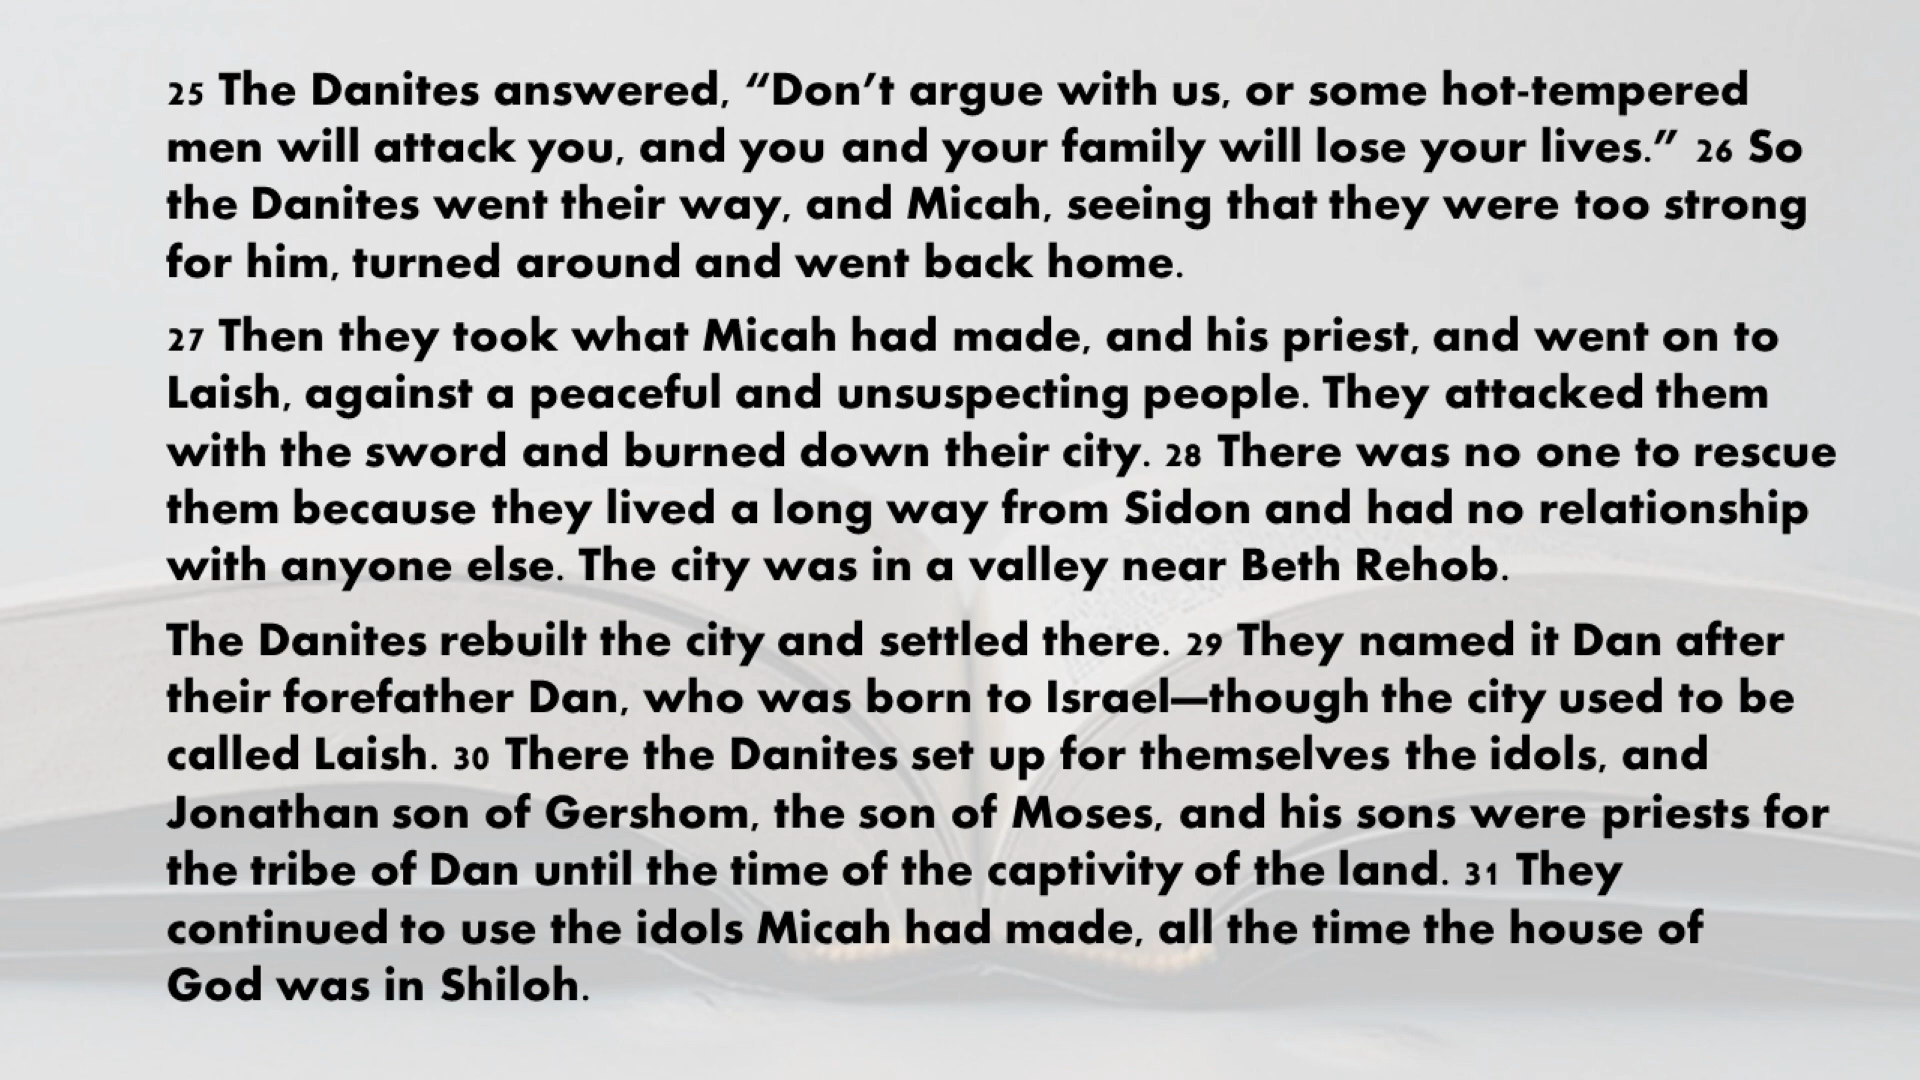 25 The Danites answered, “Don’t argue with us, or some hot-tempered
men will attack you, and you and your family will lose your lives.” 26 So
the Danites went their way, and Micah, seeing that they were too strong
for him, turned around and went back home.
27 Then they took what Micah had made, and his priest, and went on to
Laish, against a peaceful and unsuspecting people. They attacked them
with the sword and burned down their city. 28 There was no one to rescue
them because they lived a long way from Sidon and had no relationship
with anyone else. The city was in a valley near Beth Rehob.
The Danites rebuilt the city and settled there. 29 They named it Dan after
their forefather Dan, who was born to Israel—though the city used to be
called Laish. 30 There the Danites set up for themselves the idols, and
Jonathan son of Gershom, the son of Moses, and his sons were priests for
the tribe of Dan until the time of the captivity of the land. 31 They
continued to use the idols Micah had made, all the time the house of
God was in Shiloh.